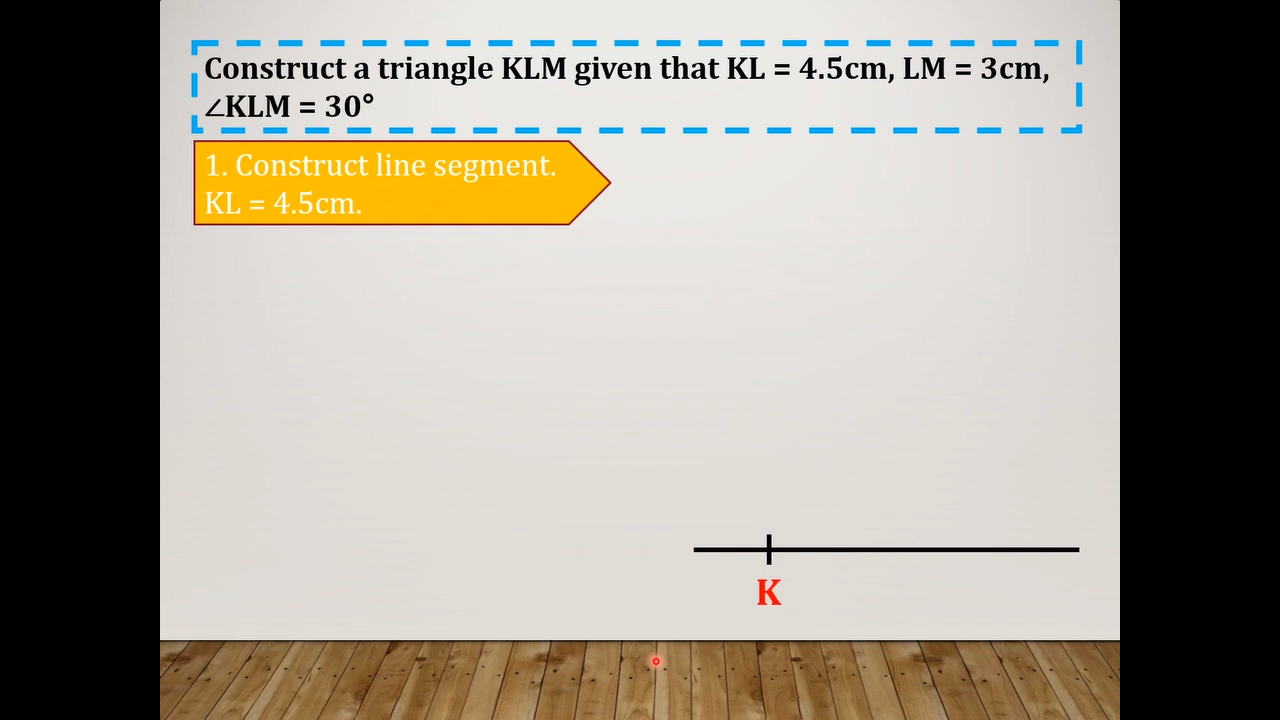 Construct a triangle KLM given that KL = 4.5cm, LM = 3cm,
∠KLM = 30°
1. Construct line segment.
KL = 4.5cm.
K